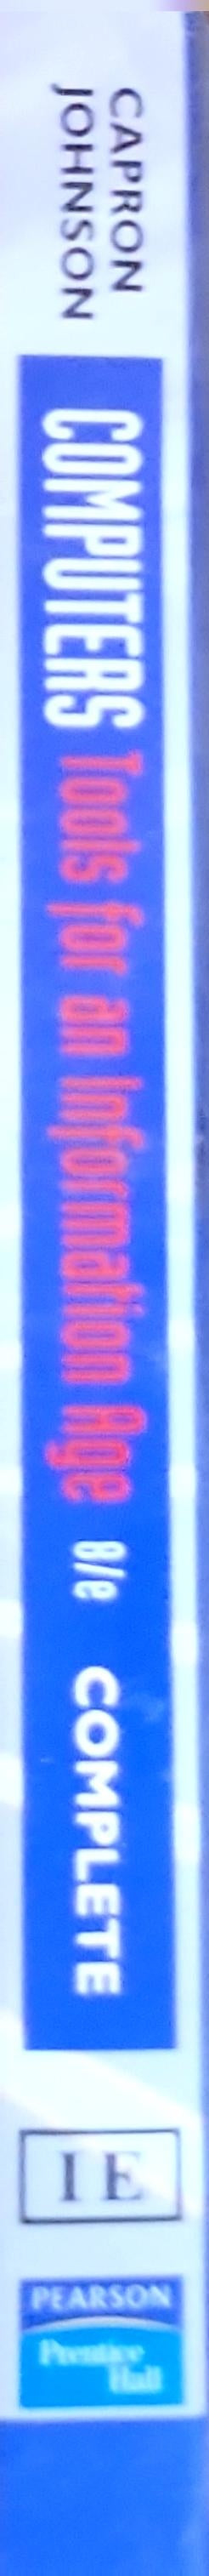 CAPRON
JOHNSON
COMPUTERS Tools for an Information Age 8/e COMPLETE
IE
PEARSON
Prentice
Hall